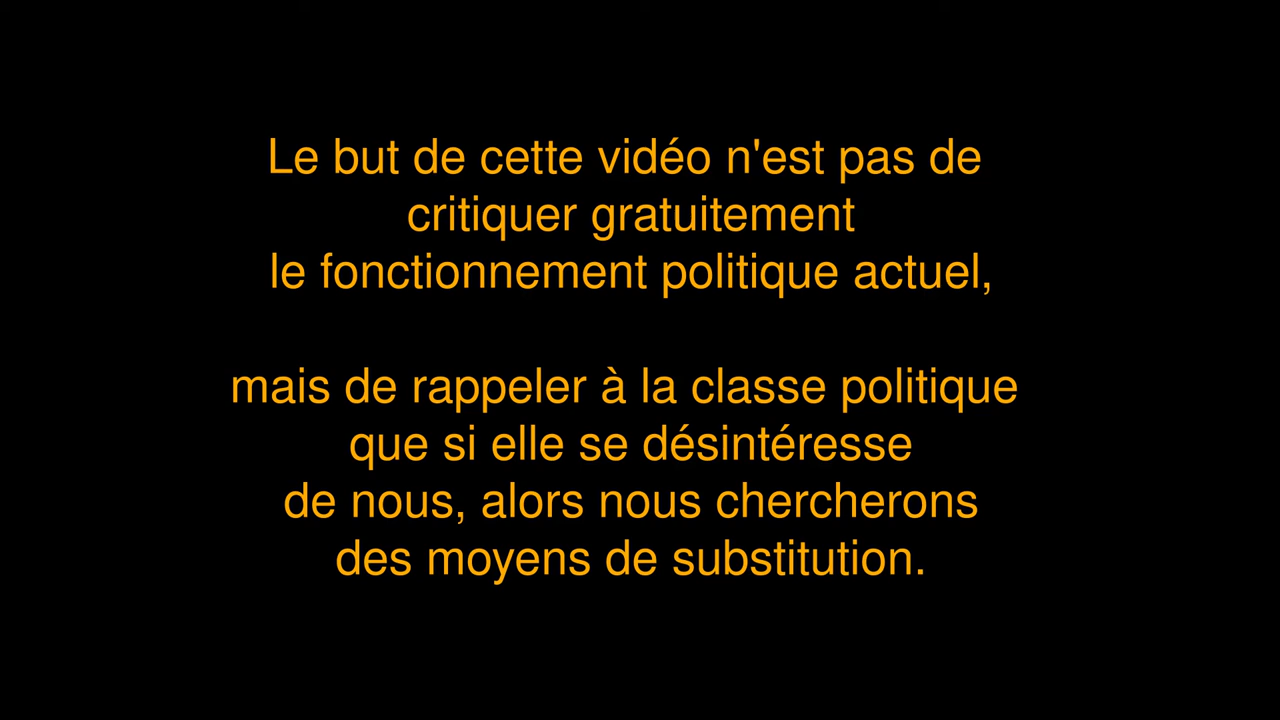 Le but de cette vidéo n'est pas de
critiquer gratuitement
le fonctionnement politique actuel,
mais de rappeler à la classe politique
que si elle se désintéresse
de nous, alors nous chercherons
des moyens de substitution.